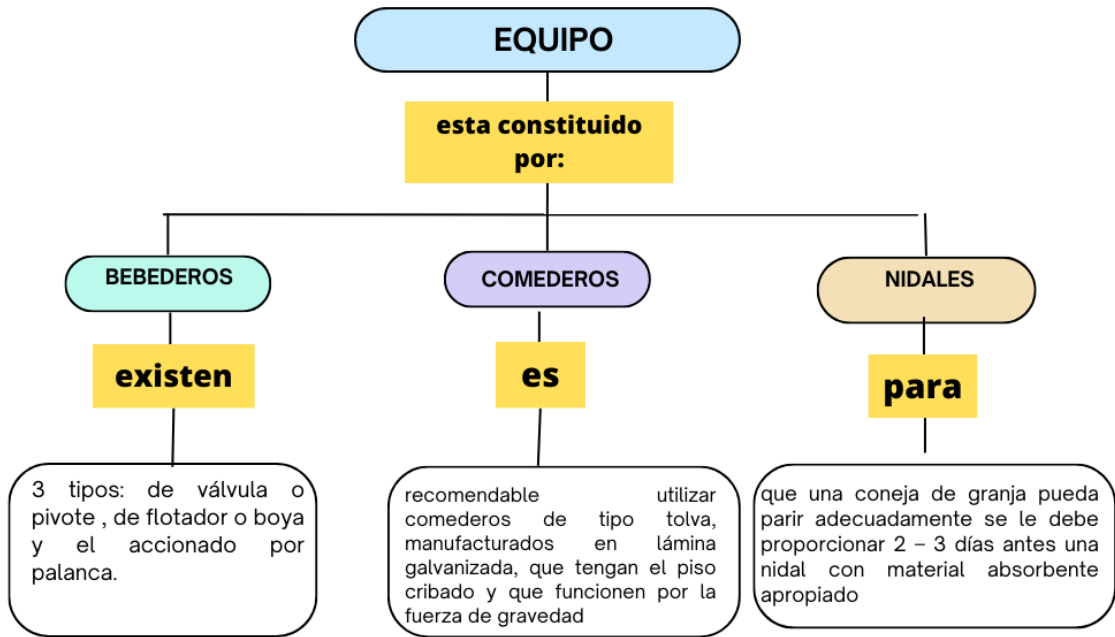 EQUIPO
esta constituido
por:
BEBEDEROS
COMEDEROS
NIDALES
existen
es
para
3 tipos: de válvula o
pivote , de flotador o boya
y el accionado por
palanca.
recomendable utilizar
comederos de tipo tolva,
manufacturados en lámina
galvanizada, que tengan el piso
cribado y que funcionen por la
fuerza de gravedad
que una coneja de granja pueda
parir adecuadamente se le debe
proporcionar 2 – 3 días antes una
nidal con material absorbente
apropiado